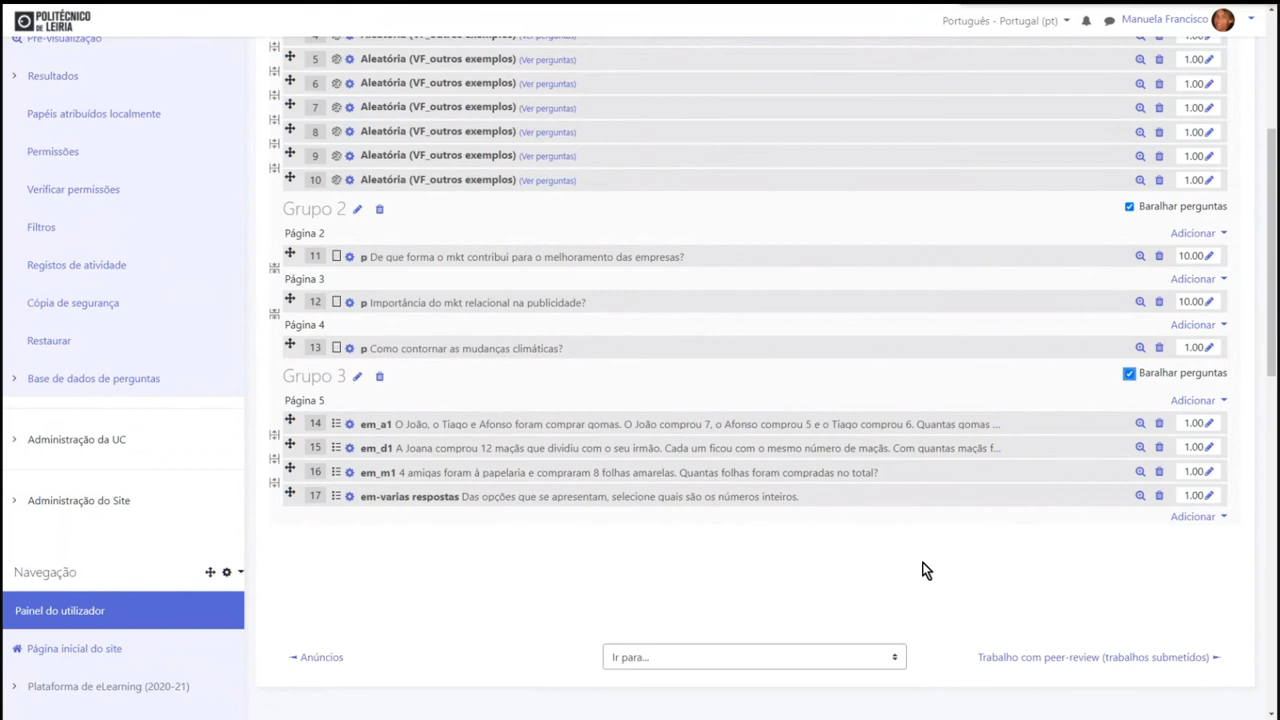 POLITÉCNICO
DE LEIRIA
Português - Portugal (pt)
Manuela Francisco
Pré-visualização
Resultados
Papéis atribuídos localmente
Permissões
Verificar permissões
Filtros
Registos de atividade
Cópia de segurança
Restaurar
Base de dados de perguntas
Administração da UC
Administração do Site
Navegação
Painel do utilizador
Página inicial do site
Plataforma de eLearning (2020-21)
4 Aleatória (VF_outros exemplos) (Ver perguntas) 1.00
5 Aleatória (VF_outros exemplos) (Ver perguntas) 1.00
6 Aleatória (VF_outros exemplos) (Ver perguntas) 1.00
7 Aleatória (VF_outros exemplos) (Ver perguntas) 1.00
8 Aleatória (VF_outros exemplos) (Ver perguntas) 1.00
9 Aleatória (VF_outros exemplos) (Ver perguntas) 1.00
10 Aleatória (VF_outros exemplos) (Ver perguntas) 1.00
Grupo 2 Baralhar perguntas
Página 2 Adicionar
11 p De que forma o mkt contribui para o melhoramento das empresas? 10.00
Página 3 Adicionar
12 p Importância do mkt relacional na publicidade? 10.00
Página 4 Adicionar
13 p Como contornar as mudanças climáticas? 1.00
Grupo 3 Baralhar perguntas
Página 5 Adicionar
14 em_a1 O João, o Tiago e Afonso foram comprar gomas. O João comprou 7, o Afonso comprou 5 e o Tiago comprou 6. Quantas gomas ... 1.00
15 em_d1 A Joana comprou 12 maçãs que dividiu com o seu irmão. Cada um ficou com o mesmo número de maçãs. Com quantas maçãs f... 1.00
16 em_m1 4 amigas foram à papelaria e compraram 8 folhas amarelas. Quantas folhas foram compradas no total? 1.00
17 em-varias respostas Das opções que se apresentam, selecione quais são os números inteiros. 1.00
Adicionar
◄ Anúncios
Ir para...
Trabalho com peer-review (trabalhos submetidos) ►